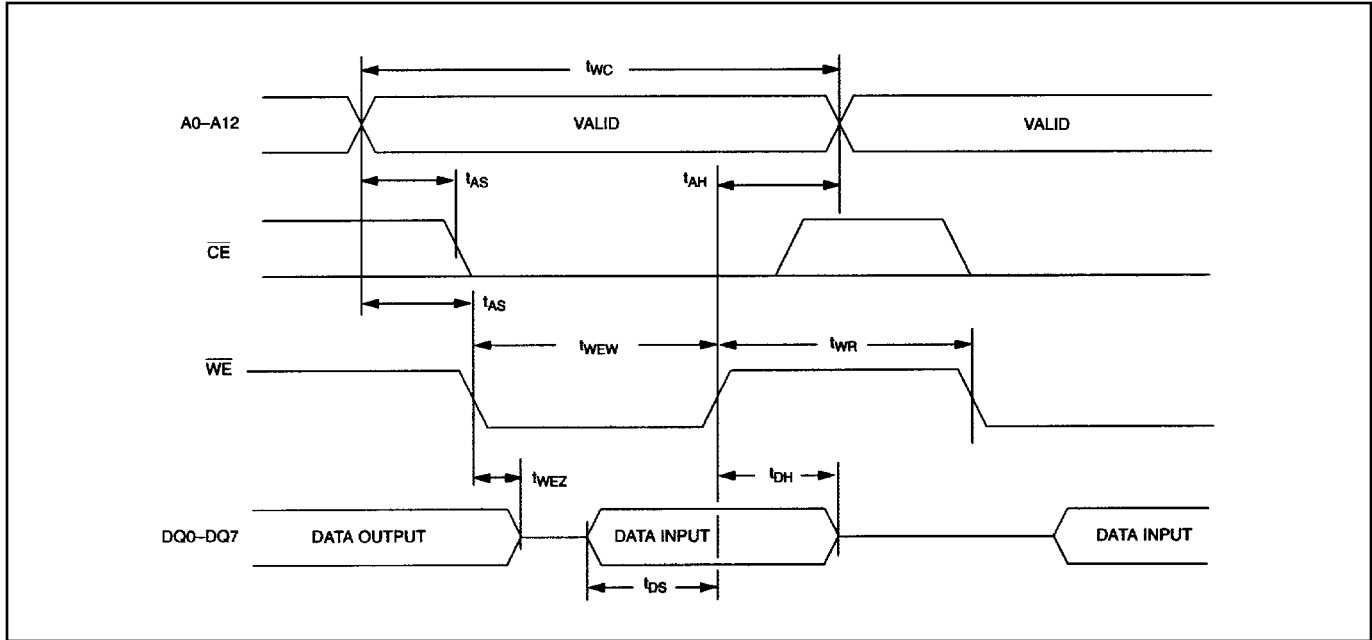 tWC
A0–A12
VALID
VALID
tAS
tAH
CE
tAS
tWEW
tWR
WE
tWEZ
tDH
DQ0–DQ7
DATA OUTPUT
DATA INPUT
DATA INPUT
tDS